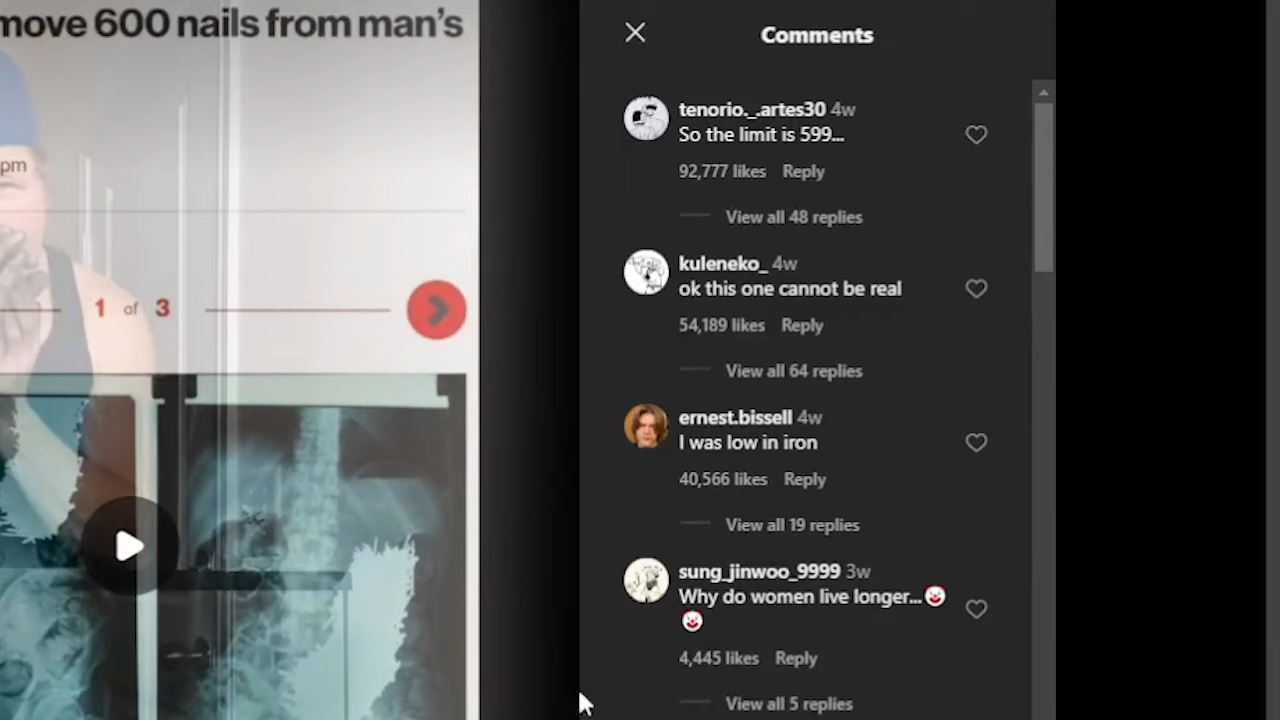 move 600 nails from man's
pm
1 of 3
Comments
tenorio._.artes30 4w
So the limit is 599...
92,777 likes Reply
View all 48 replies
kuleneko_ 4w
ok this one cannot be real
54,189 likes Reply
View all 64 replies
ernest.bissell 4w
I was low in iron
40,566 likes Reply
View all 19 replies
sung_jinwoo_9999 3w
Why do women live longer...🤡
🤡
4,445 likes Reply
View all 5 replies